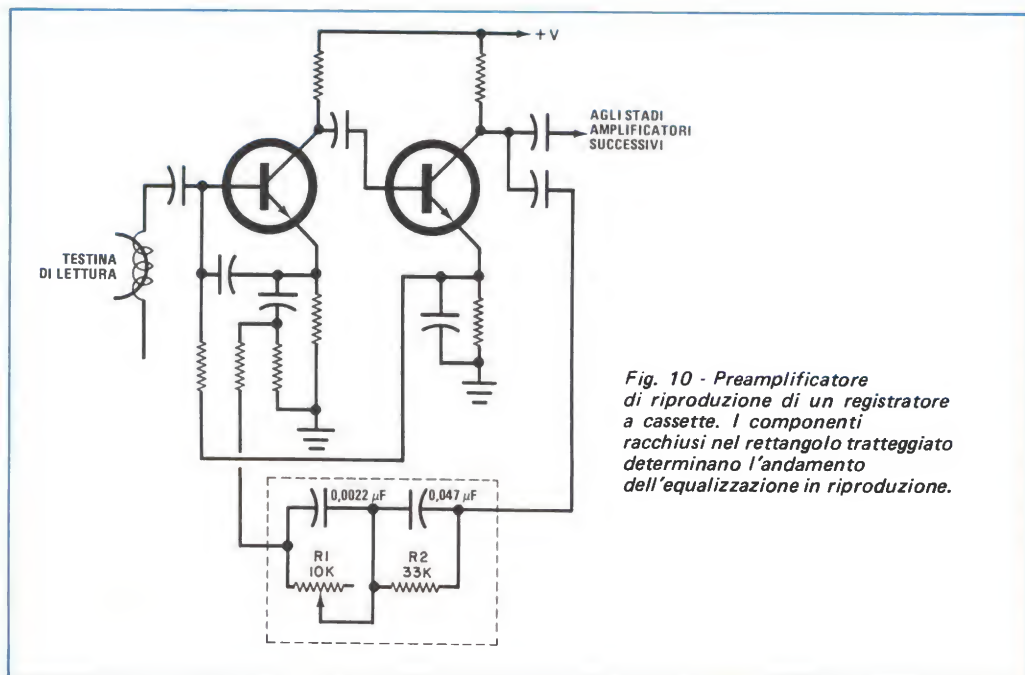 +V
AGLI STADI
AMPLIFICATORI
SUCCESSIVI
TESTINA
DI LETTURA
Fig. 10 - Preamplificatore
di riproduzione di un registratore
a cassette. I componenti
racchiusi nel rettangolo tratteggiato
determinano l'andamento
dell'equalizzazione in riproduzione.
0,0022 µF
0,047 µF
R1
10K
R2
33K